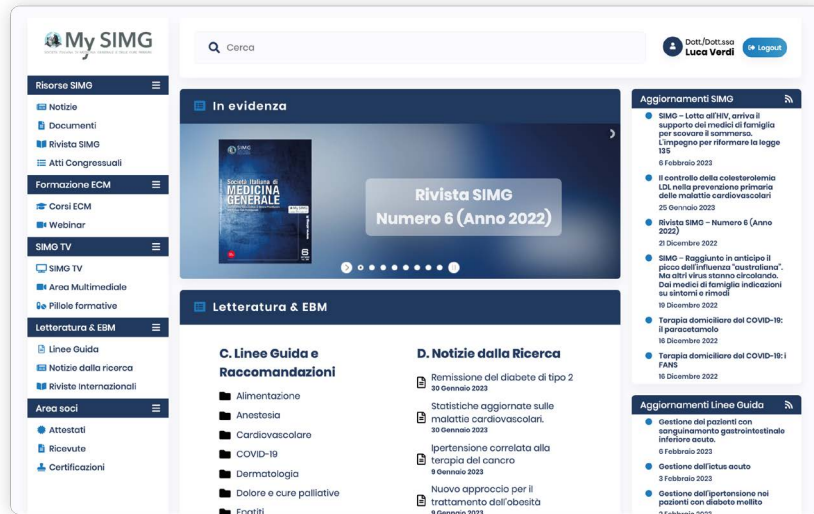 My SIMG
Cerca
Dott./Dott.ssa
Luca Verdi
Logout
Risorse SIMG
Notizie
Documenti
Rivista SIMG
Atti Congressuali
Formazione ECM
Corsi ECM
Webinar
SIMG TV
SIMG TV
Area Multimediale
Pillole formative
Letteratura & EBM
Linee Guida
Notizie dalla ricerca
Riviste Internazionali
Area soci
Attestati
Ricevute
Certificazioni
In evidenza
SIMG
Società Italiana di
MEDICINA
GENERALE
Rivista SIMG
Numero 6 (Anno 2022)
Letteratura & EBM
C. Linee Guida e
Raccomandazioni
Alimentazione
Anestesia
Cardiovascolare
COVID-19
Dermatologia
Dolore e cure palliative
Epatiti
D. Notizie dalla Ricerca
Remissione del diabete di tipo 2
30 Gennaio 2023
Statistiche aggiornate sulle
malattie cardiovascolari.
30 Gennaio 2023
Ipertensione correlata alla
terapia del cancro
9 Gennaio 2023
Nuovo approccio per il
trattamento dell'obesità
9 Gennaio 2023
Aggiornamenti SIMG
SIMG – Lotta all'HIV, arriva il
supporto dei medici di famiglia
per scovare il sommerso.
L'impegno per riformare la legge
135
6 Febbraio 2023
Il controllo della colesterolemia
LDL nella prevenzione primaria
delle malattie cardiovascolari
25 Gennaio 2023
Rivista SIMG – Numero 6 (Anno
2022)
21 Dicembre 2022
SIMG – Raggiunto in anticipo il
picco dell'influenza "australiana".
Ma altri virus stanno circolando.
Dai medici di famiglia indicazioni
su sintomi e rimedi
19 Dicembre 2022
Terapia domiciliare del COVID-19:
il paracetamolo
16 Dicembre 2022
Terapia domiciliare del COVID-19: i
FANS
16 Dicembre 2022
Aggiornamenti Linee Guida
Gestione dei pazienti con
sanguinamento gastrointestinale
inferiore acuto.
6 Febbraio 2023
Gestione dell'ictus acuto
3 Febbraio 2023
Gestione dell'ipertensione nei
pazienti con diabete mellito
2 Febbraio 2023